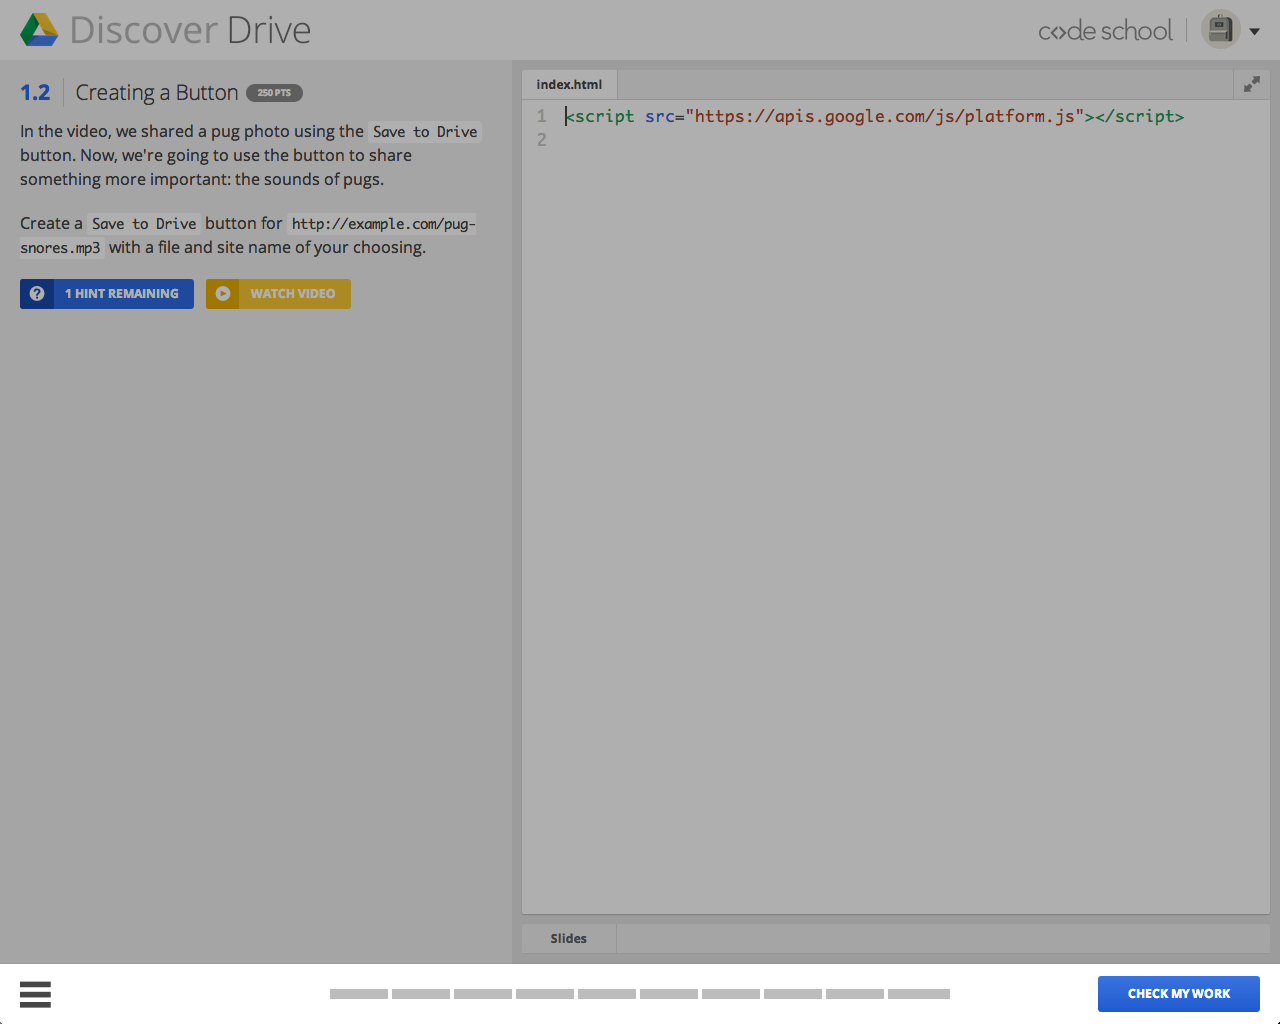 Discover Drive
code school
1.2 Creating a Button 250 PTS
In the video, we shared a pug photo using the Save to Drive
button. Now, we're going to use the button to share
something more important: the sounds of pugs.
Create a Save to Drive button for http://example.com/pug-
snores.mp3 with a file and site name of your choosing.
? 1 HINT REMAINING
WATCH VIDEO
index.html
1 <script src="https://apis.google.com/js/platform.js"></script>
2
Slides
CHECK MY WORK